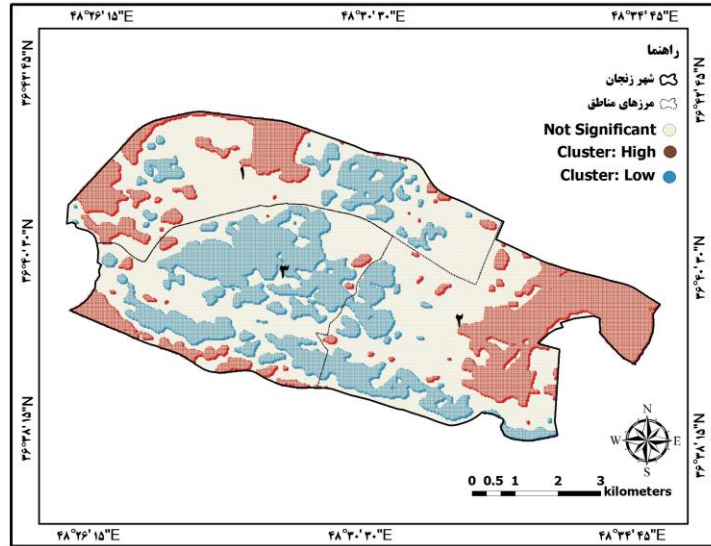 ۴۸°۲۶' ۱۵"E ۴۸°۳۰' ۳۰"E ۴۸°۳۴' ۴۵"E
۳۶°۴۲' ۴۵"N
۳۶°۴۲' ۴۵"N
راهنما
شهر زنجان
مرزهای مناطق
Not Significant
Cluster: High
Cluster: Low
۱
۳۶°۴۰' ۳۰"N
۳۶°۴۰' ۳۰"N
۳
۲
۳۶°۳۸' ۱۵"N
۳۶°۳۸' ۱۵"N
N
W E
S
0 0.5 1 2 3
kilometers
۴۸°۲۶' ۱۵"E ۴۸°۳۰' ۳۰"E ۴۸°۳۴' ۴۵"E